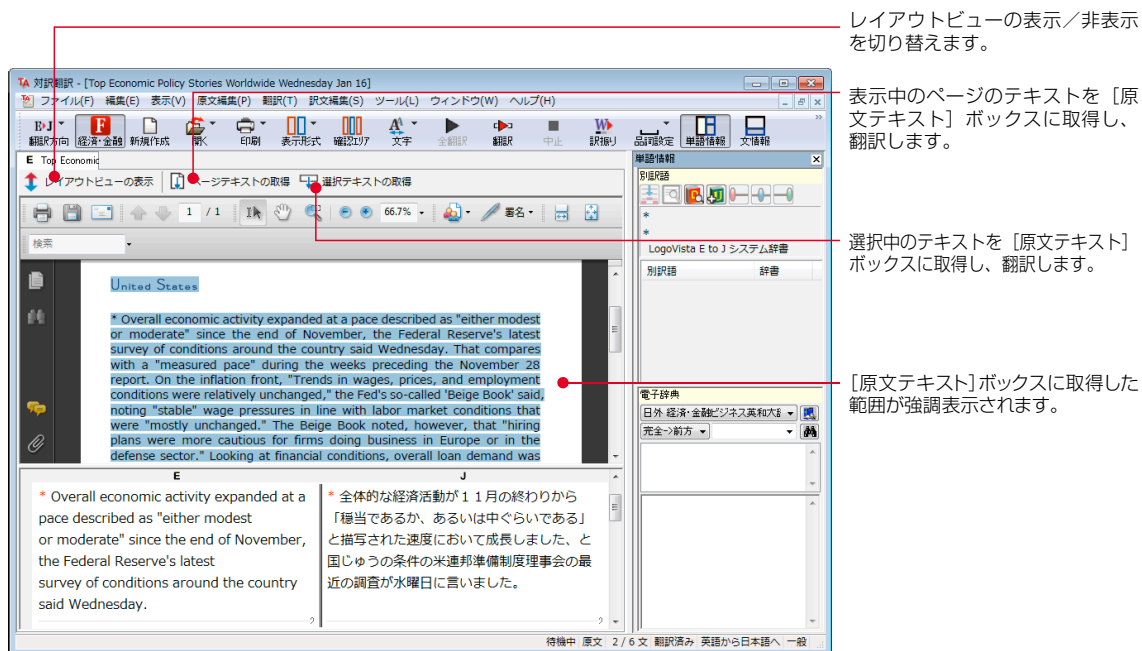 レイアウトビューの表示／非表示
を切り替えます。
対訳翻訳 - [Top Economic Policy Stories Worldwide Wednesday Jan 16]
ファイル(F) 編集(E) 表示(V) 原文編集(P) 翻訳(T) 訳文編集(S) ツール(L) ウィンドウ(W) ヘルプ(H)
表示中のページのテキストを［原
文テキスト］ボックスに取得し、
翻訳します。
翻訳方向 経済・金融 新規作成 開く 印刷 表示形式 確認エリア 文字 全翻訳 翻訳 中止 訳振り 品詞設定 単語情報 文情報
E Top Economic
レイアウトビューの表示 ページテキストの取得 選択テキストの取得
1 / 1 66.7% 署名
検索
単語情報
別訳語
*
*
LogoVista E to J システム辞書
別訳語 辞書
選択中のテキストを［原文テキスト］
ボックスに取得し、翻訳します。
United States
* Overall economic activity expanded at a pace described as "either modest
or moderate" since the end of November, the Federal Reserve's latest
survey of conditions around the country said Wednesday. That compares
with a "measured pace" during the weeks preceding the November 28
report. On the inflation front, "Trends in wages, prices, and employment
conditions were relatively unchanged," the Fed's so-called 'Beige Book' said,
noting "stable" wage pressures in line with labor market conditions that
were "mostly unchanged." The Beige Book noted, however, that "hiring
plans were more cautious for firms doing business in Europe or in the
defense sector." Looking at financial conditions, overall loan demand was
［原文テキスト］ボックスに取得した
範囲が強調表示されます。
電子辞典
日外 経済・金融ビジネス英和大
完全->前方
E J
* Overall economic activity expanded at a
pace described as "either modest
or moderate" since the end of November,
the Federal Reserve's latest
survey of conditions around the country
said Wednesday.
2
* 全体的な経済活動が１１月の終わりから
「穏当であるか、あるいは中ぐらいである」
と描写された速度において成長しました、と
国じゅうの条件の米連邦準備制度理事会の最
近の調査が水曜日に言いました。
2
待機中 原文 2 / 6 文 翻訳済み 英語から日本語へ 一般